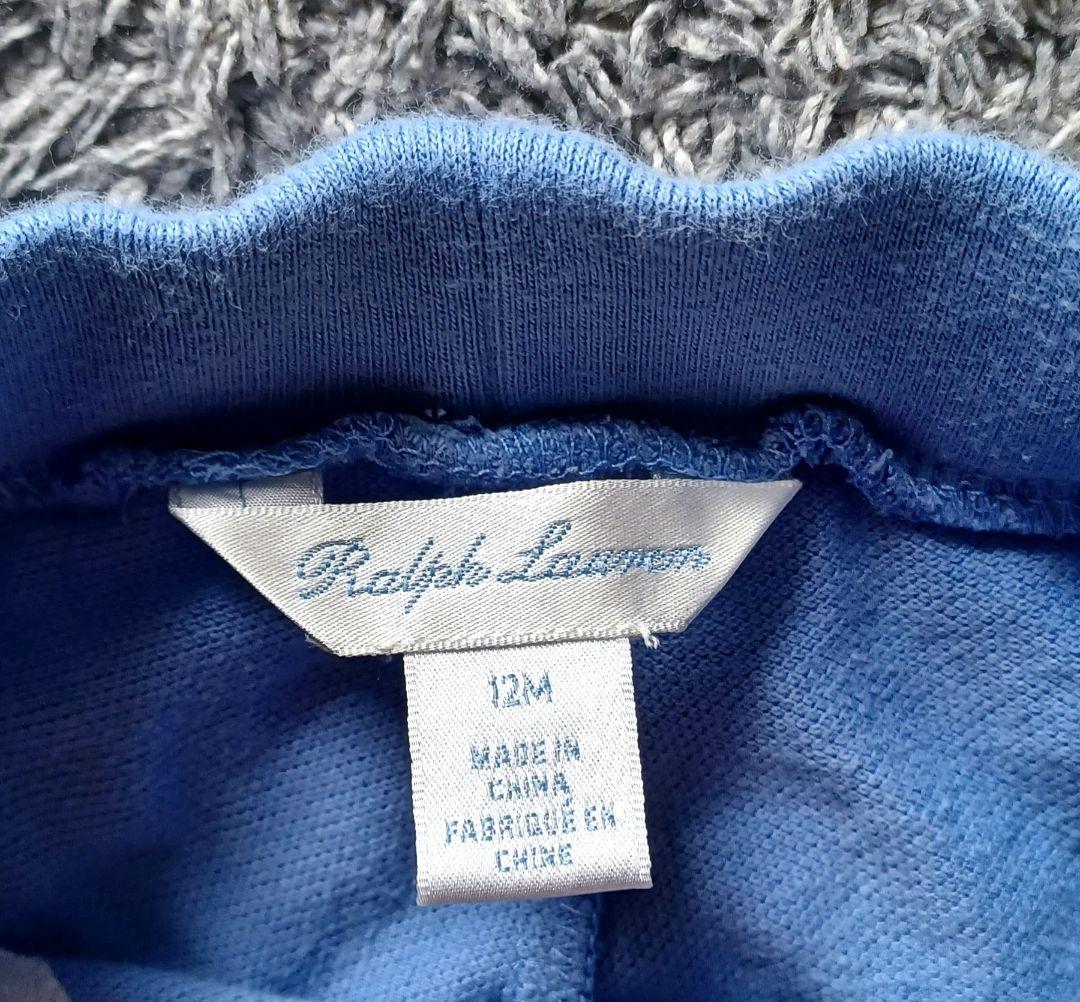 Ralph Lauren
12M
MADE IN
CHINA
FABRIQUÉ EN
CHINE